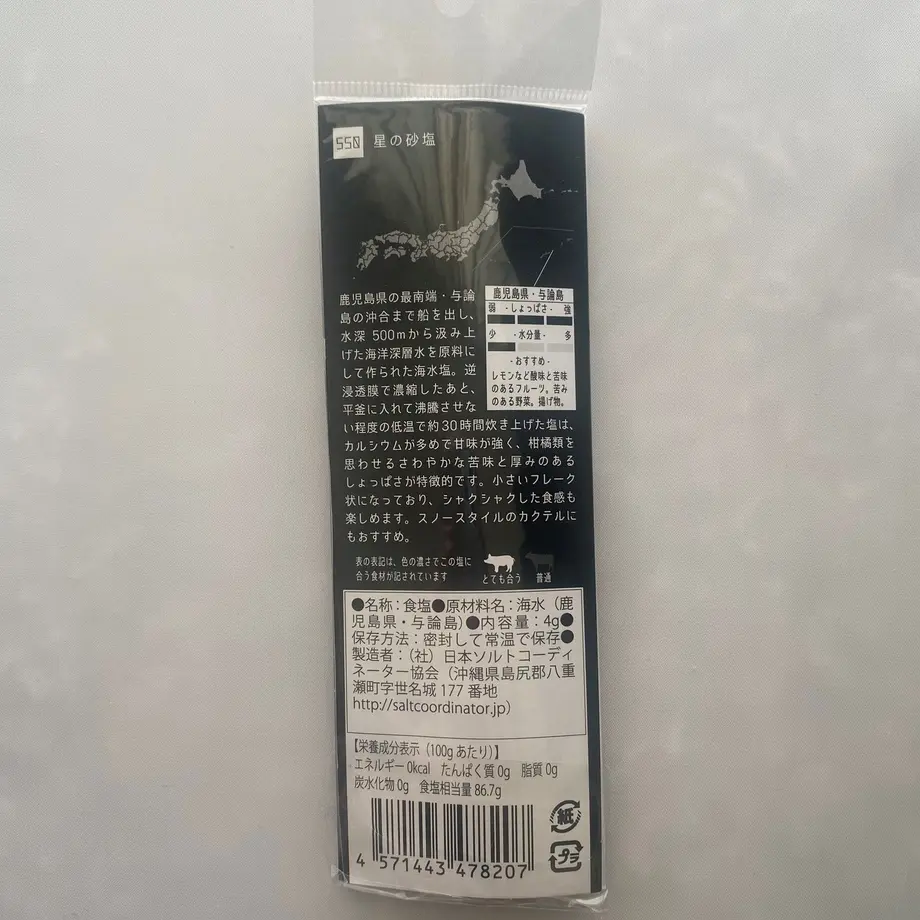 550 星の砂塩
鹿児島県の最南端・与論
島の沖合まで船を出し、
水深500mから汲み上
げた海洋深層水を原料に
して作られた海水塩。逆
浸透膜で濃縮したあと、
平釜に入れて沸騰させな
い程度の低温で約30時間炊き上げた塩は、
カルシウムが多めで甘味が強く、柑橘類を
思わせるさわやかな苦味と厚みのある
しょっぱさが特徴的です。小さいフレーク
状になっており、シャクシャクした食感も
楽しめます。スノースタイルのカクテルに
もおすすめ。
鹿児島県・与論島
弱 -しょっぱさ- 強
少 -水分量- 多
-おすすめ-
レモンなど酸味と苦味
のあるフルーツ。苦み
のある野菜。揚げ物。
表の表記は、色の濃さでこの塩に
合う食材が記されています
とても合う 普通
●名称：食塩●原材料名：海水（鹿
児島県・与論島）●内容量：4g●
保存方法：密封して常温で保存●
製造者：（社）日本ソルトコーディ
ネーター協会（沖縄県島尻郡八重
瀬町字世名城 177 番地
http://saltcoordinator.jp）
【栄養成分表示（100gあたり）】
エネルギー 0kcal たんぱく質 0g 脂質 0g
炭水化物 0g 食塩相当量 86.7g
紙
プラ
4 571443 478207